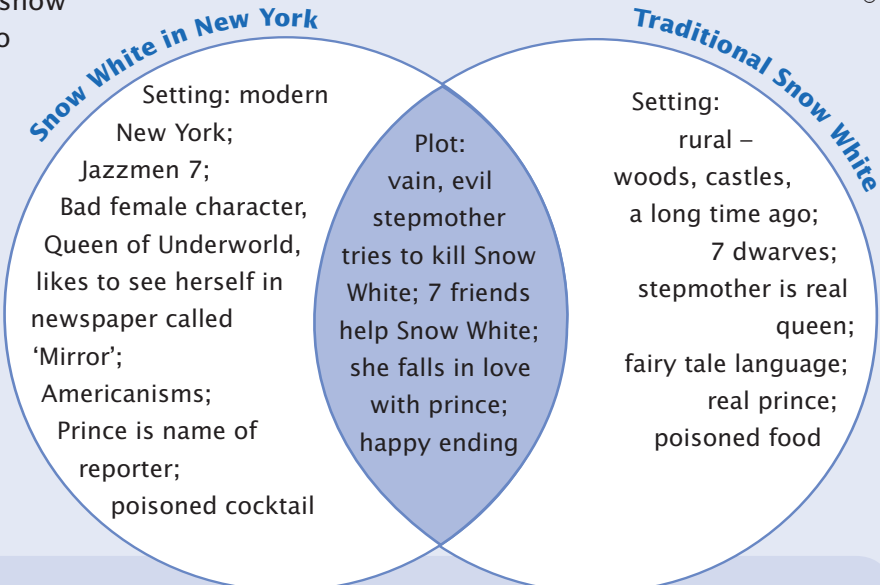 show
Snow White in New York
Setting: modern
New York;
Jazzmen 7;
Bad female character,
Queen of Underworld,
likes to see herself in
newspaper called
‘Mirror’;
Americanisms;
Prince is name of
reporter;
poisoned cocktail
Plot:
vain, evil
stepmother
tries to kill Snow
White; 7 friends
help Snow White;
she falls in love
with prince;
happy ending
Traditional Snow White
Setting:
rural –
woods, castles,
a long time ago;
7 dwarves;
stepmother is real
queen;
fairy tale language;
real prince;
poisoned food